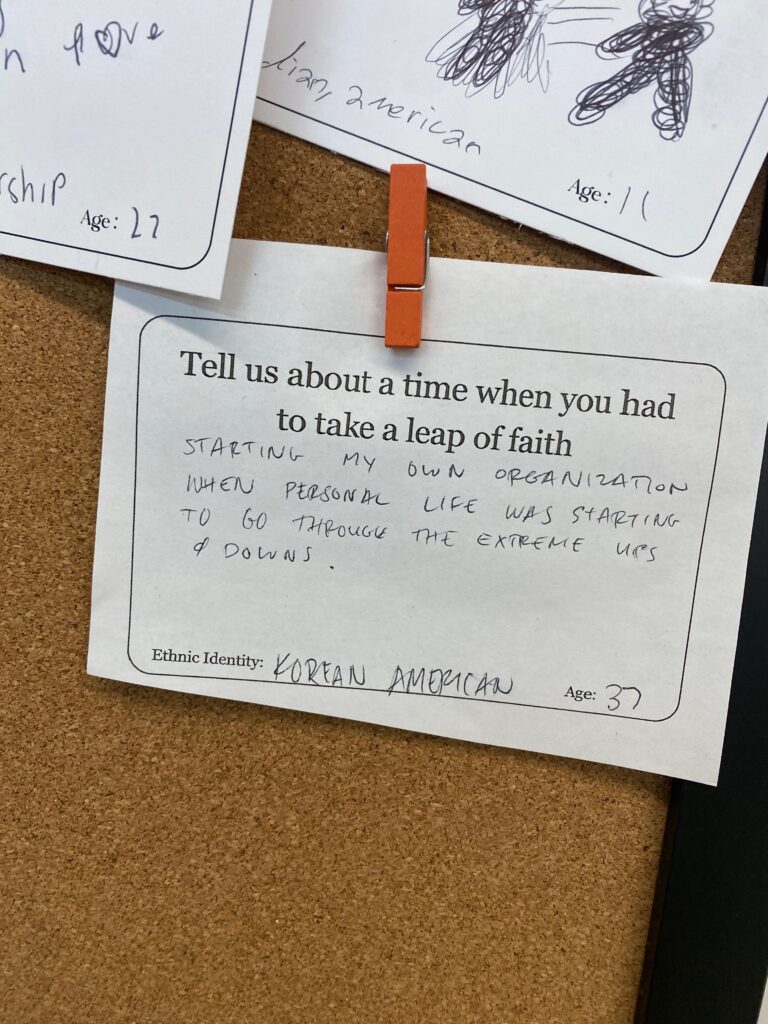 love
n
rship
Age: 27
dian, american
Age: 11
Tell us about a time when you had
to take a leap of faith
STARTING MY OWN ORGANIZATION
WHEN PERSONAL LIFE WAS STARTING
TO GO THROUGH THE EXTREME UPS
& DOWNS.
Ethnic Identity: KOREAN AMERICAN
Age: 37